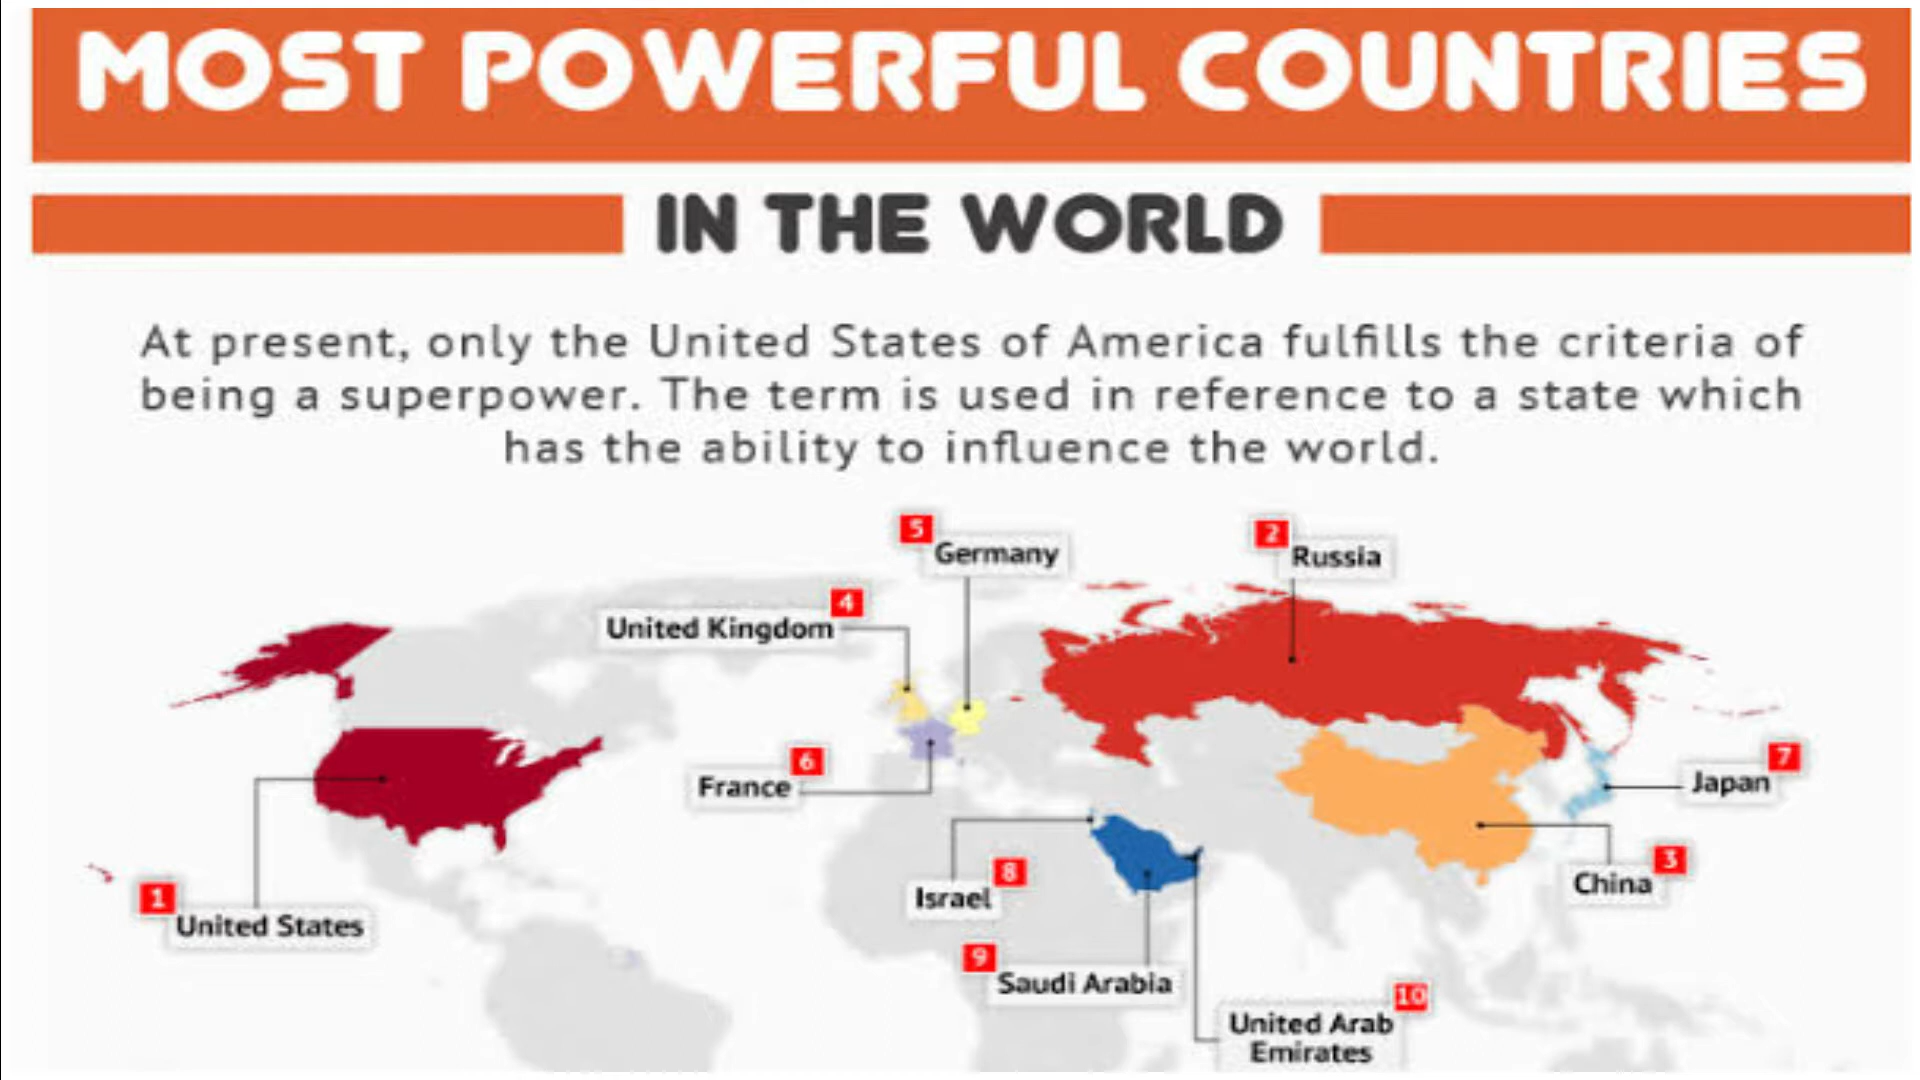 MOST POWERFUL COUNTRIES
IN THE WORLD
At present, only the United States of America fulfills the criteria of
being a superpower. The term is used in reference to a state which
has the ability to influence the world.
5
Germany
2
Russia
4
United Kingdom
6
France
7
Japan
8
Israel
3
China
1
United States
9
Saudi Arabia
10
United Arab
Emirates